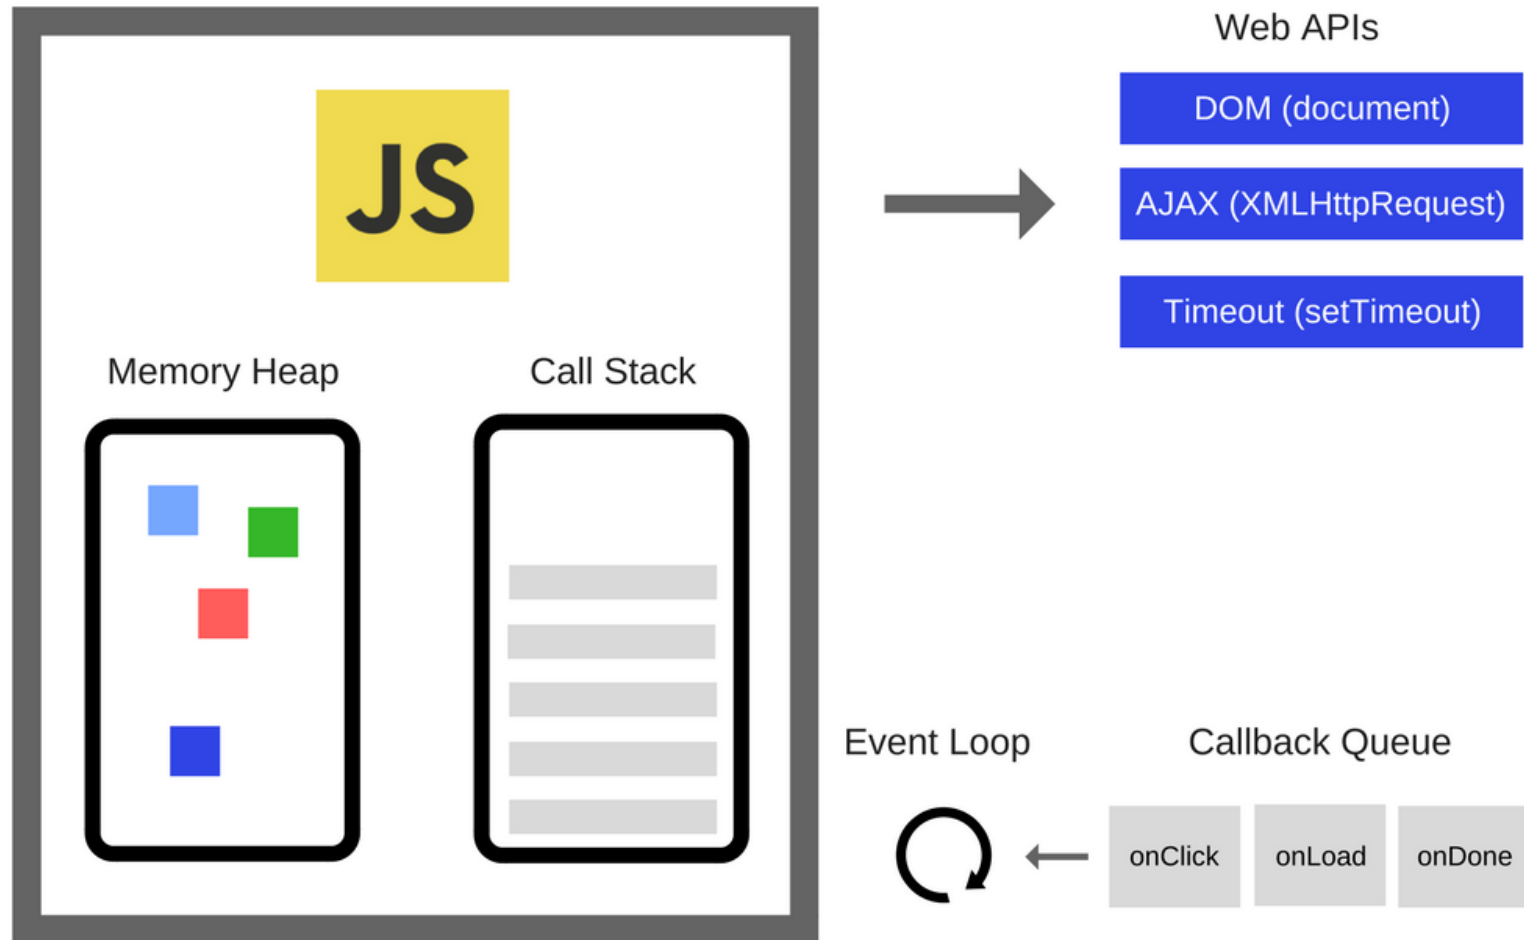 Web APIs
DOM (document)
JS
AJAX (XMLHttpRequest)
Timeout (setTimeout)
Memory Heap
Call Stack
Event Loop
Callback Queue
onClick
onLoad
onDone